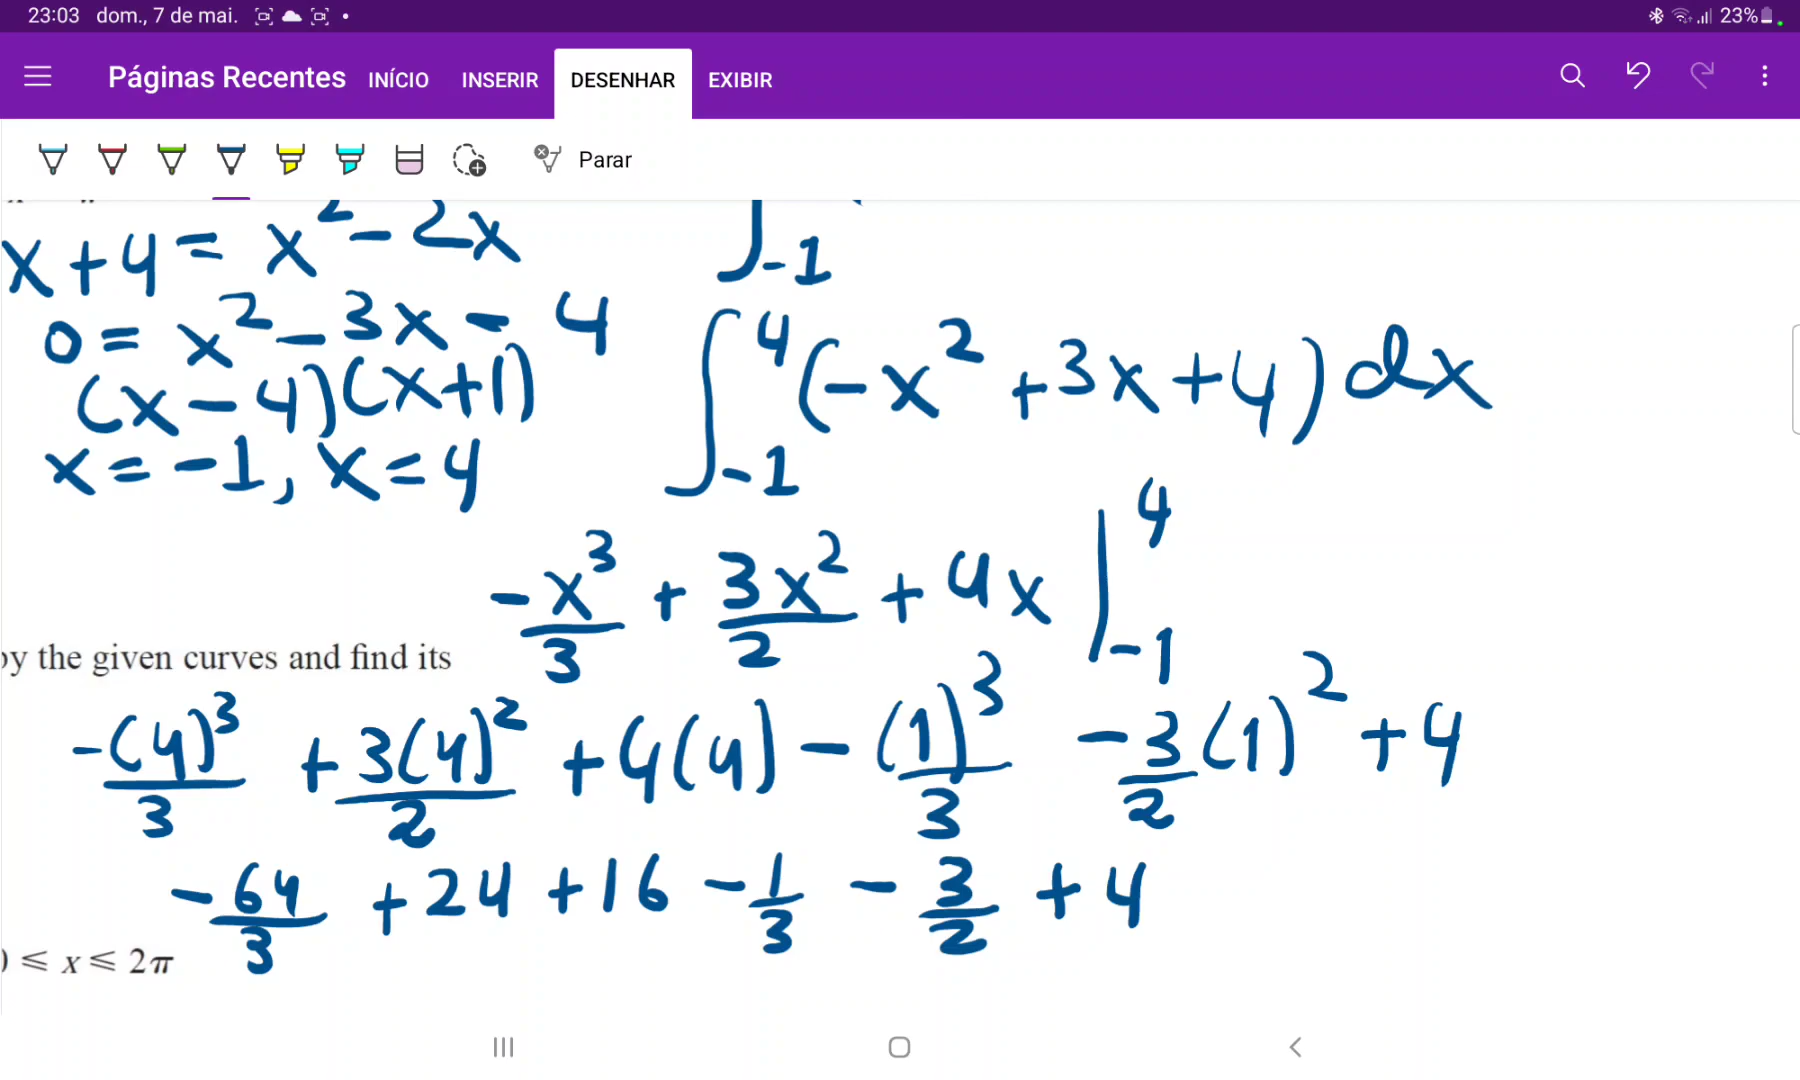 23:03 dom., 7 de mai. 23%
Páginas Recentes INÍCIO INSERIR DESENHAR EXIBIR
Parar
x + 4 = x² - 2x
0 = x² - 3x - 4
(x - 4)(x + 1)
x = -1, x = 4
∫ -1
∫₋₁⁴ (-x² + 3x + 4) dx
-x³/3 + 3x²/2 + 4x |₋₁⁴
by the given curves and find its
-(4)³/3 + 3(4)²/2 + 4(4) - (1)³/3 - 3/2 (1)² + 4
-64/3 + 24 + 16 - 1/3 - 3/2 + 4
≤ x ≤ 2π